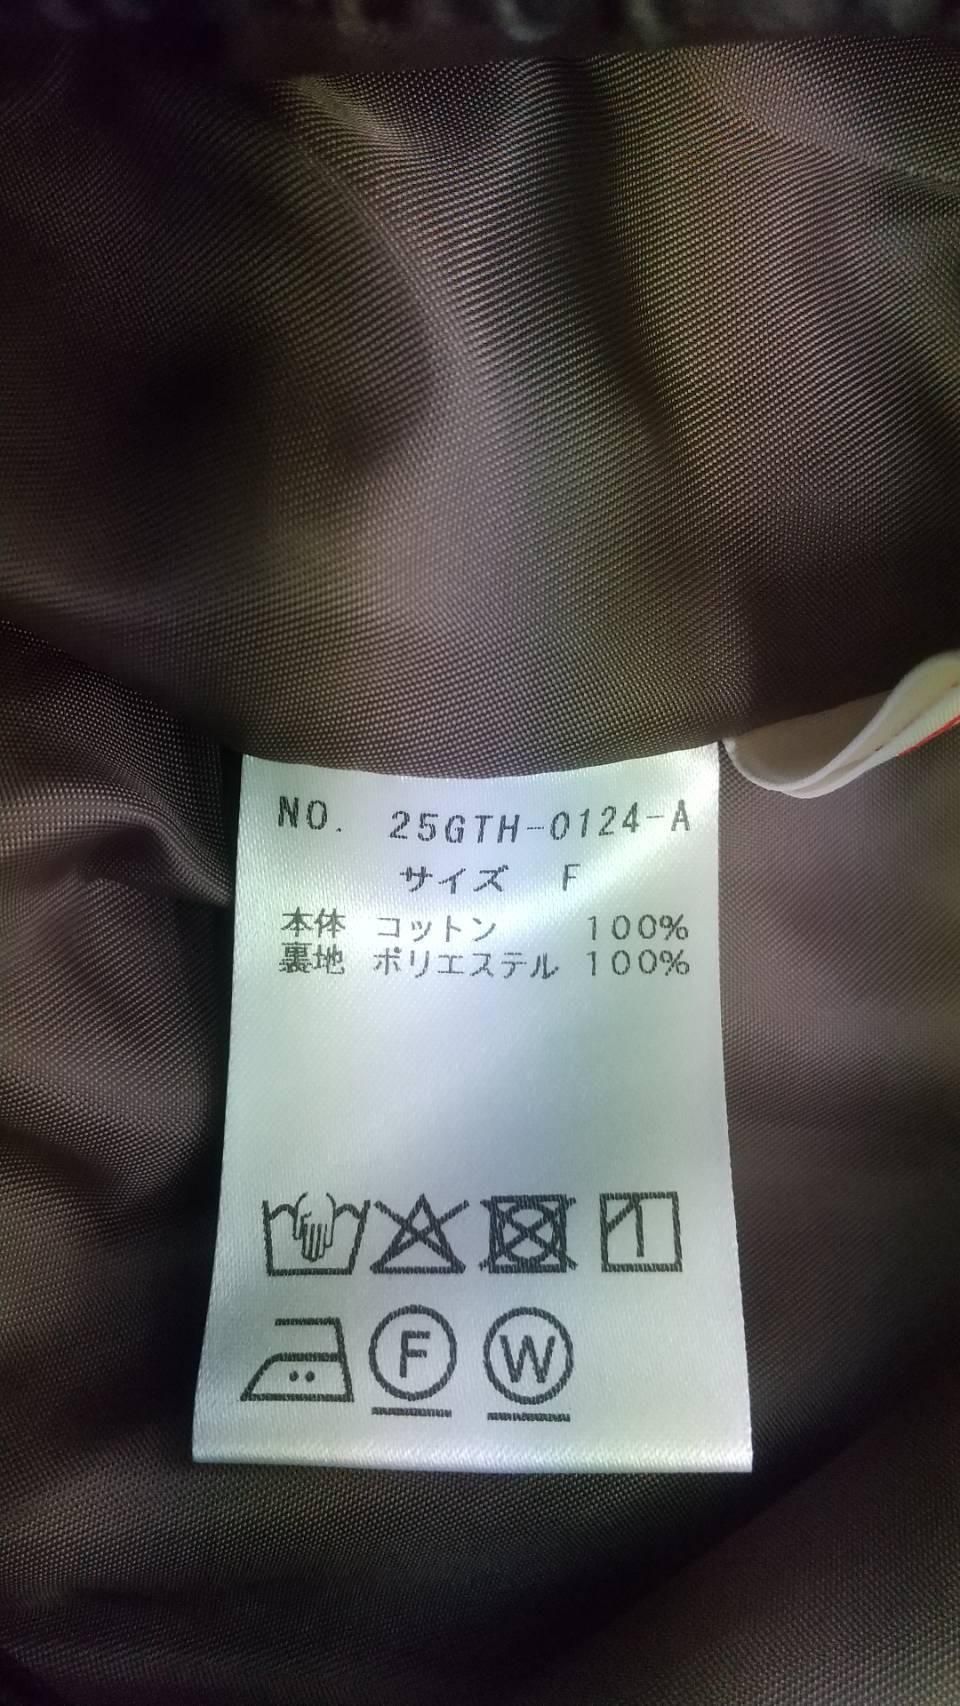 NO. 25GTH-0124-A
サイズ F
本体 コットン 100%
裏地 ポリエステル 100%
F W